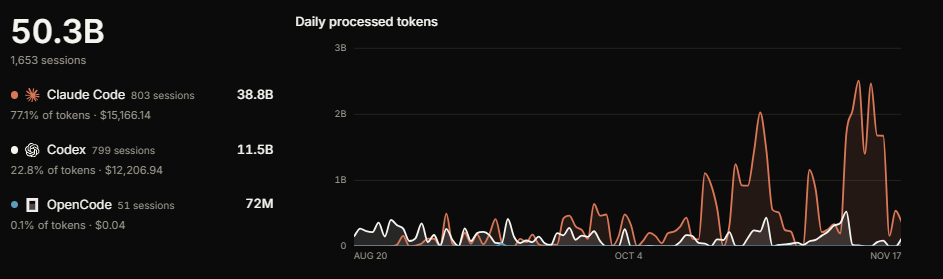 50.3B
1,653 sessions
Claude Code 803 sessions 38.8B
77.1% of tokens · $15,166.14
Codex 799 sessions 11.5B
22.8% of tokens · $12,206.94
OpenCode 51 sessions 72M
0.1% of tokens · $0.04
Daily processed tokens
3B
2B
1B
0
AUG 20 OCT 4 NOV 17